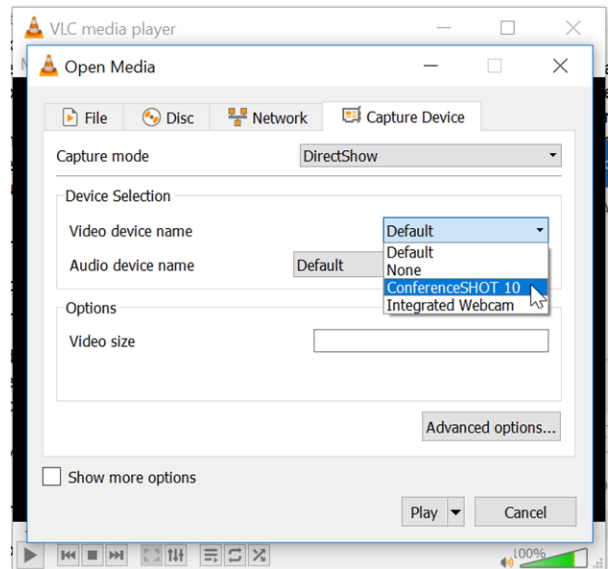 VLC media player
Open Media
File Disc Network Capture Device
Capture mode DirectShow
Device Selection
Video device name Default
Default
None
ConferenceSHOT 10
Integrated Webcam
Audio device name Default
Options
Video size
Advanced options...
Show more options
Play Cancel
100%